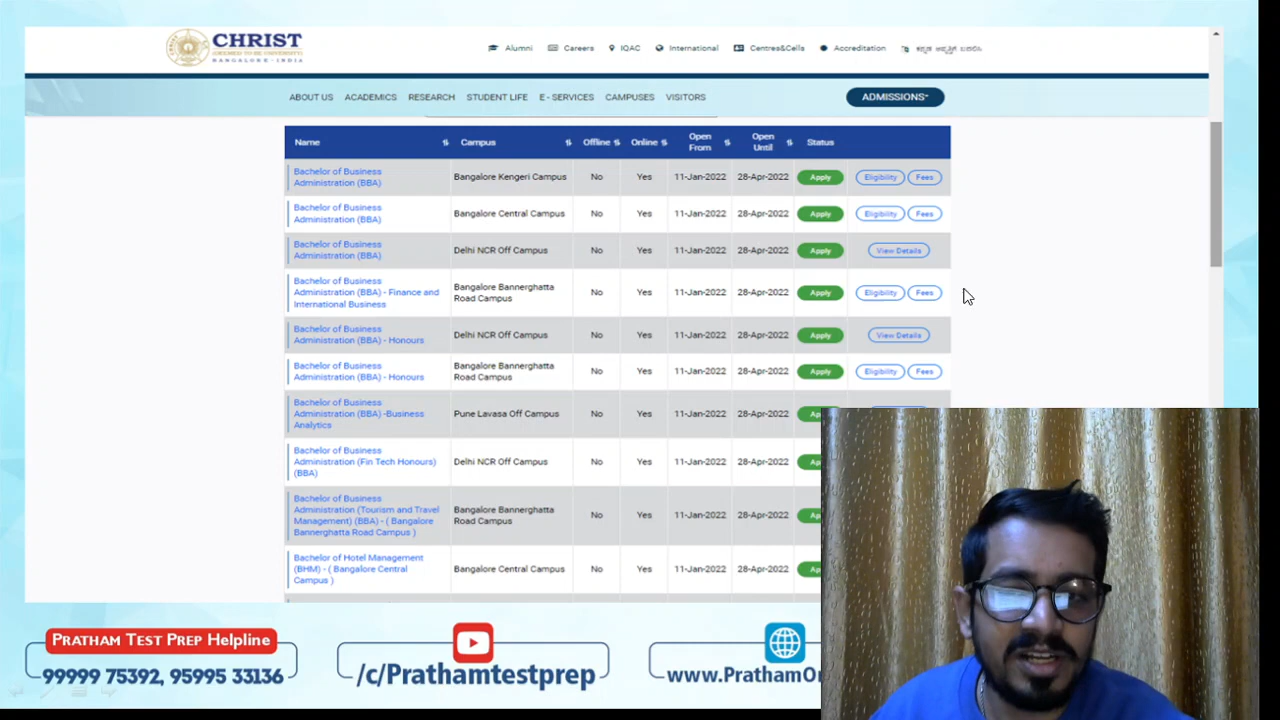 CHRIST
(DEEMED TO BE UNIVERSITY)
BANGALORE · INDIA
Alumni Careers IQAC International Centres&Cells Accreditation
ABOUT US ACADEMICS RESEARCH STUDENT LIFE E - SERVICES CAMPUSES VISITORS ADMISSIONS
Name Campus Offline Online Open From Open Until Status
Bachelor of Business
Administration (BBA)
Bangalore Kengeri Campus No Yes 11-Jan-2022 28-Apr-2022 Apply Eligibility Fees
Bachelor of Business
Administration (BBA)
Bangalore Central Campus No Yes 11-Jan-2022 28-Apr-2022 Apply Eligibility Fees
Bachelor of Business
Administration (BBA)
Delhi NCR Off Campus No Yes 11-Jan-2022 28-Apr-2022 Apply View Details
Bachelor of Business
Administration (BBA) - Finance and
International Business
Bangalore Bannerghatta
Road Campus
No Yes 11-Jan-2022 28-Apr-2022 Apply Eligibility Fees
Bachelor of Business
Administration (BBA) - Honours
Delhi NCR Off Campus No Yes 11-Jan-2022 28-Apr-2022 Apply View Details
Bachelor of Business
Administration (BBA) - Honours
Bangalore Bannerghatta
Road Campus
No Yes 11-Jan-2022 28-Apr-2022 Apply Eligibility Fees
Bachelor of Business
Administration (BBA) -Business
Analytics
Pune Lavasa Off Campus No Yes 11-Jan-2022 28-Apr-2022 Ap
Bachelor of Business
Administration (Fin Tech Honours)
(BBA)
Delhi NCR Off Campus No Yes 11-Jan-2022 28-Apr-2022 Ap
Bachelor of Business
Administration (Tourism and Travel
Management) (BBA) - ( Bangalore
Bannerghatta Road Campus )
Bangalore Bannerghatta
Road Campus
No Yes 11-Jan-2022 28-Apr-2022 Ap
Bachelor of Hotel Management
(BHM) - ( Bangalore Central
Campus )
Bangalore Central Campus No Yes 11-Jan-2022 28-Apr-2022 Ap
PRATHAM TEST PREP Helpline
99999 75392, 95995 33136
/c/Prathamtestprep
www.PrathamOn